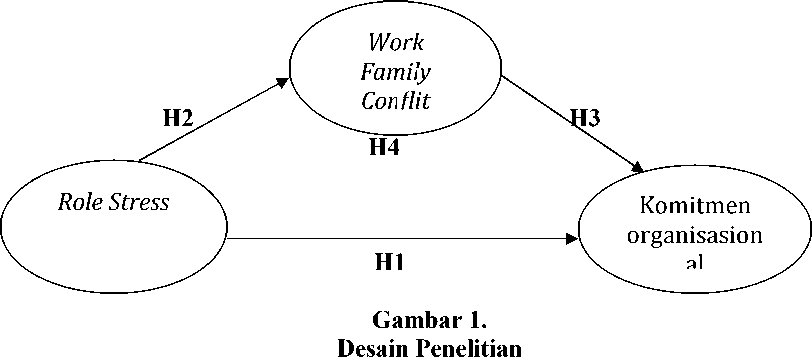 Work
Family
Conflit
H2
H3
H4
Role Stress
Komitmen
organisasion
al
H1
Gambar 1.
Desain Penelitian